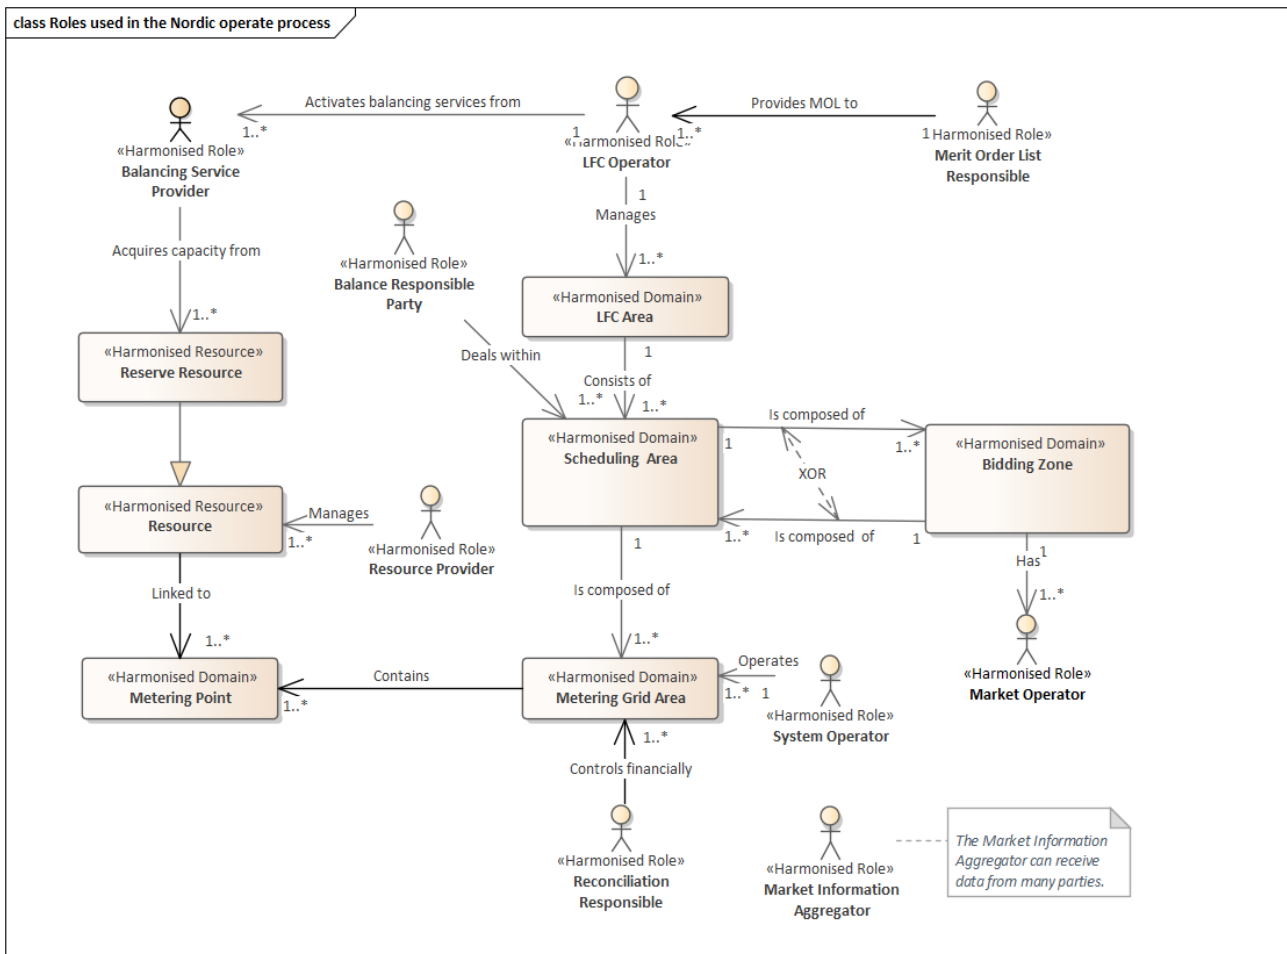 class Roles used in the Nordic operate process
Activates balancing services from
1..*
1
Provides MOL to
1..*
1
«Harmonised Role»
Balancing Service
Provider
«Harmonised Role»
LFC Operator
«Harmonised Role»
Merit Order List
Responsible
1
Manages
1..*
Acquires capacity from
1..*
«Harmonised Role»
Balance Responsible
Party
«Harmonised Domain»
LFC Area
1
Deals within
1..*
Consists of
1..*
«Harmonised Resource»
Reserve Resource
«Harmonised Domain»
Scheduling Area
Is composed of
1
1..*
XOR
Is composed of
1..*
1
«Harmonised Domain»
Bidding Zone
1
Has
1..*
«Harmonised Role»
Market Operator
«Harmonised Resource»
Resource
Manages
1..*
«Harmonised Role»
Resource Provider
1
Is composed of
1..*
Linked to
1..*
«Harmonised Domain»
Metering Point
Contains
1..*
«Harmonised Domain»
Metering Grid Area
Operates
1..*
1
«Harmonised Role»
System Operator
1..*
Controls financially
«Harmonised Role»
Reconciliation
Responsible
«Harmonised Role»
Market Information
Aggregator
The Market Information
Aggregator can receive
data from many parties.